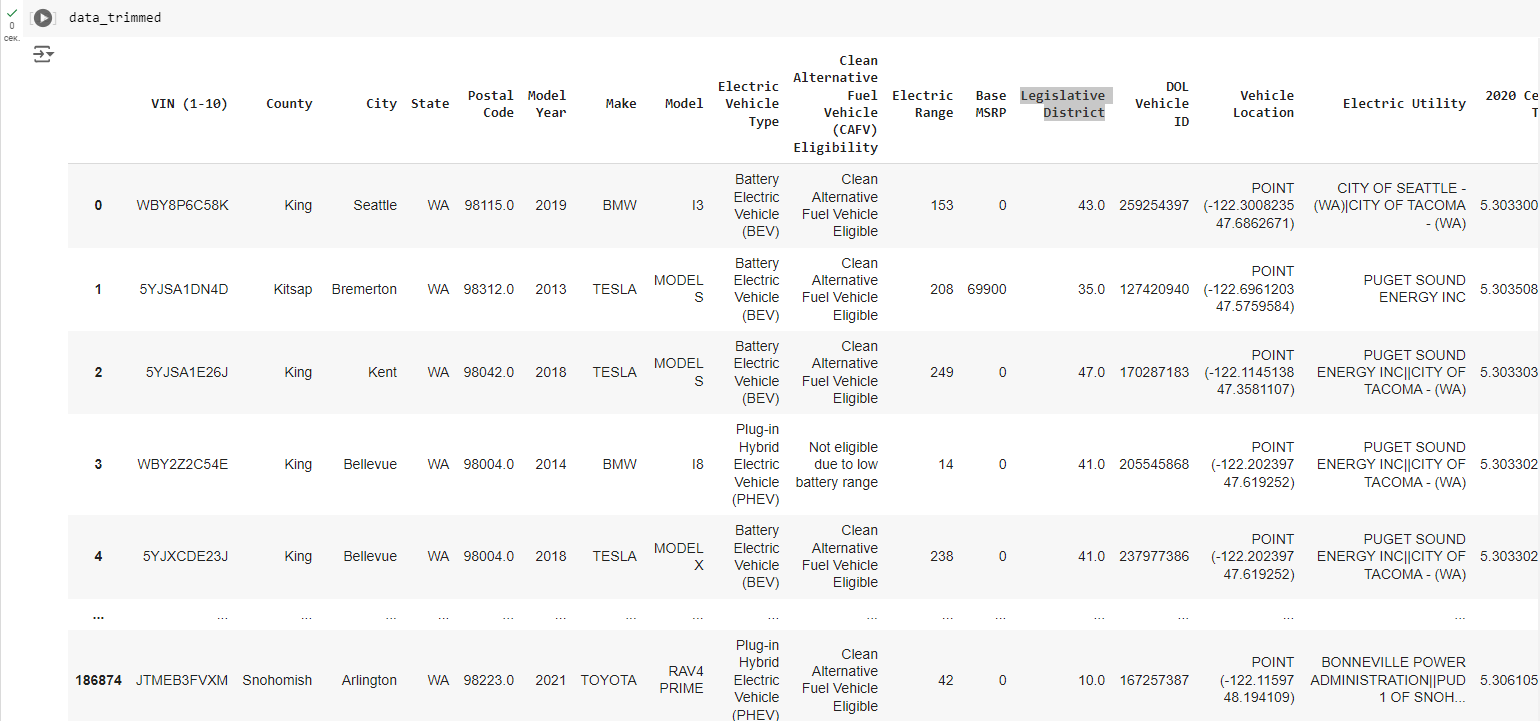 data_trimmed
0
сек.
VIN (1-10) County City State Postal Code Model Year Make Model Electric Vehicle Type Clean Alternative Fuel Vehicle (CAFV) Eligibility Electric Range Base MSRP Legislative District DOL Vehicle ID Vehicle Location Electric Utility 2020 Ce
0 WBY8P6C58K King Seattle WA 98115.0 2019 BMW I3 Battery Electric Vehicle (BEV) Clean Alternative Fuel Vehicle Eligible 153 0 43.0 259254397 POINT (-122.3008235 47.6862671) CITY OF SEATTLE - (WA)|CITY OF TACOMA - (WA) 5.303300
1 5YJSA1DN4D Kitsap Bremerton WA 98312.0 2013 TESLA MODEL S Battery Electric Vehicle (BEV) Clean Alternative Fuel Vehicle Eligible 208 69900 35.0 127420940 POINT (-122.6961203 47.5759584) PUGET SOUND ENERGY INC 5.303508
2 5YJSA1E26J King Kent WA 98042.0 2018 TESLA MODEL S Battery Electric Vehicle (BEV) Clean Alternative Fuel Vehicle Eligible 249 0 47.0 170287183 POINT (-122.1145138 47.3581107) PUGET SOUND ENERGY INC||CITY OF TACOMA - (WA) 5.303303
3 WBY2Z2C54E King Bellevue WA 98004.0 2014 BMW I8 Plug-in Hybrid Electric Vehicle (PHEV) Not eligible due to low battery range 14 0 41.0 205545868 POINT (-122.202397 47.619252) PUGET SOUND ENERGY INC||CITY OF TACOMA - (WA) 5.303302
4 5YJXCDE23J King Bellevue WA 98004.0 2018 TESLA MODEL X Battery Electric Vehicle (BEV) Clean Alternative Fuel Vehicle Eligible 238 0 41.0 237977386 POINT (-122.202397 47.619252) PUGET SOUND ENERGY INC||CITY OF TACOMA - (WA) 5.303302
... ... ... ... ... ... ... ... ... ... ... ... ... ... ... ... ...
186874 JTMEB3FVXM Snohomish Arlington WA 98223.0 2021 TOYOTA RAV4 PRIME Plug-in Hybrid Electric Vehicle (PHEV) Clean Alternative Fuel Vehicle Eligible 42 0 10.0 167257387 POINT (-122.11597 48.194109) BONNEVILLE POWER ADMINISTRATION||PUD 1 OF SNOH... 5.306105